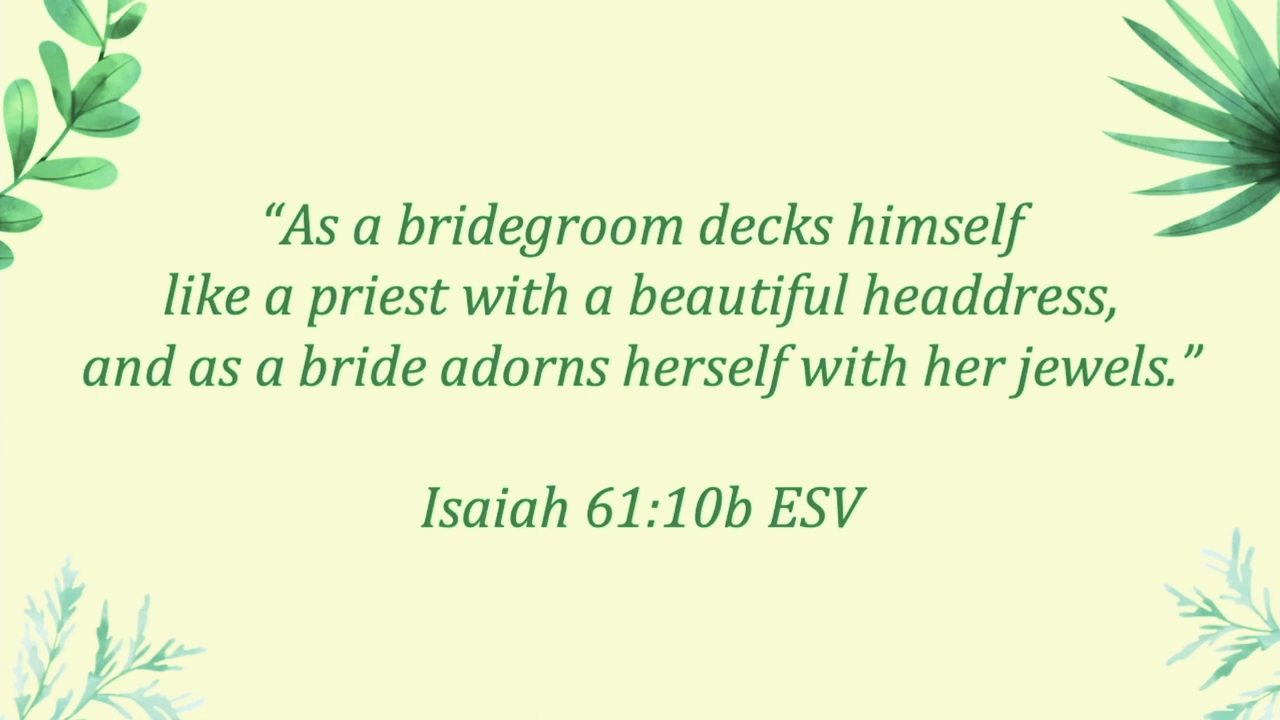 “As a bridegroom decks himself
like a priest with a beautiful headdress,
and as a bride adorns herself with her jewels.”
Isaiah 61:10b ESV